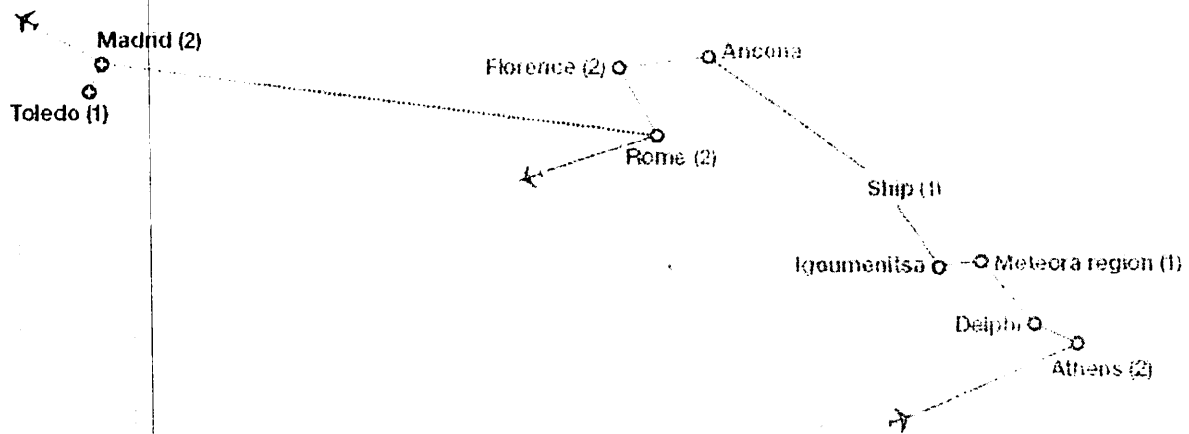 Madrid (2)
Toledo (1)
Florence (2)
Ancona
Rome (2)
Ship (1)
Igoumenitsa
Meteora region (1)
Delphi
Athens (2)